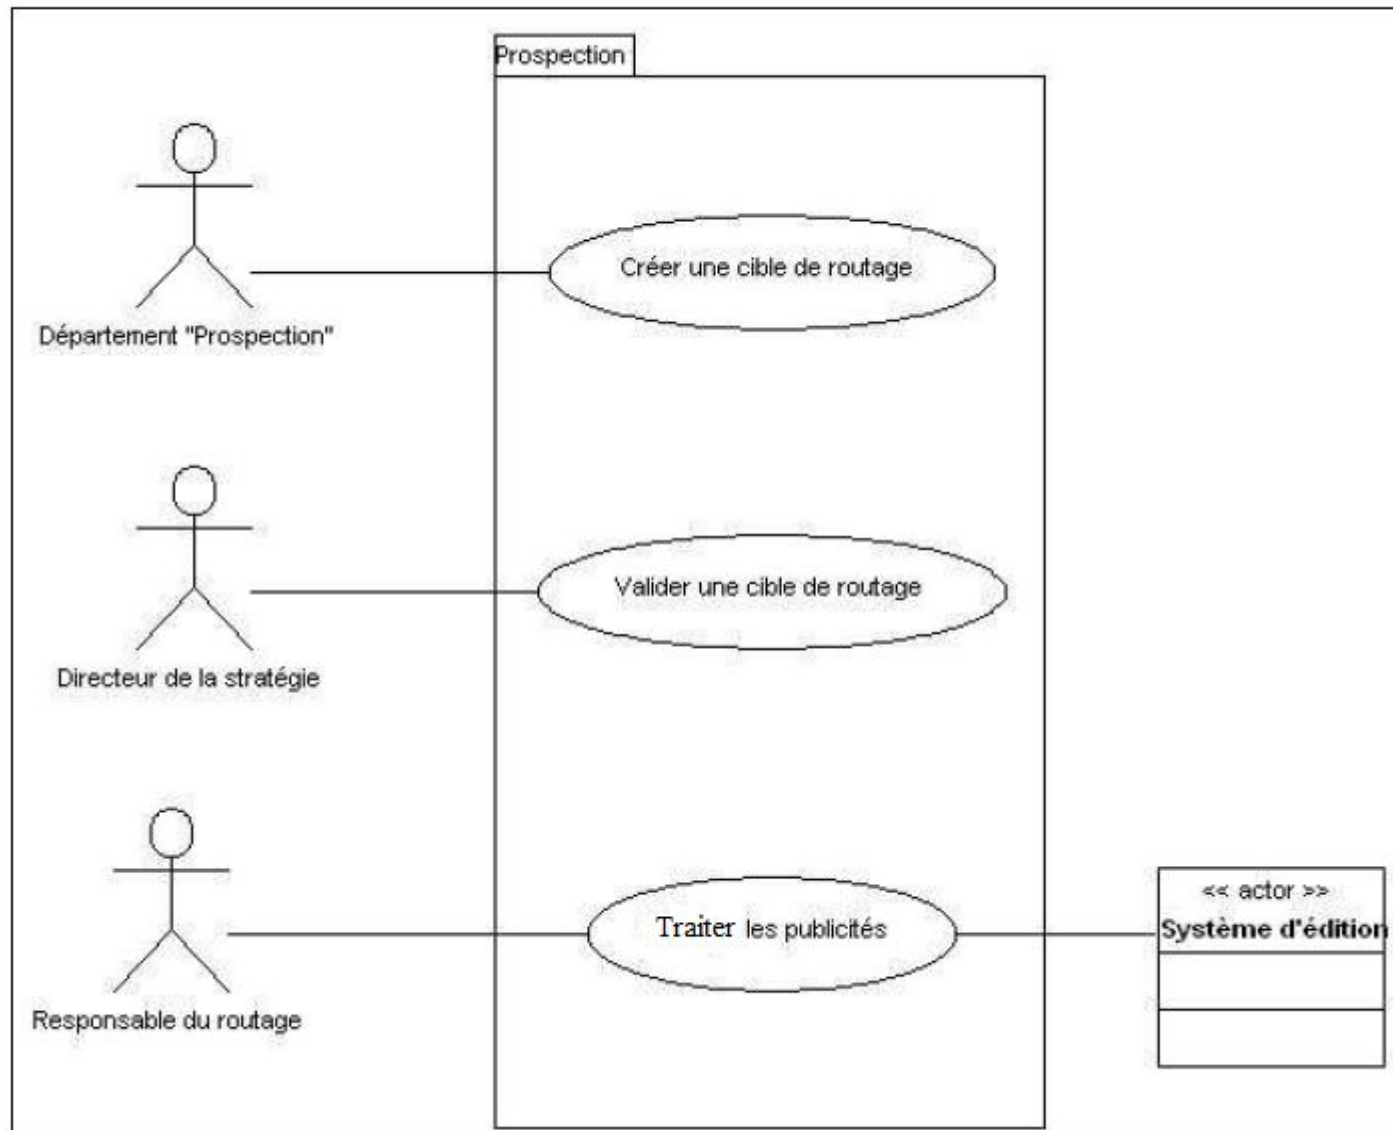 Prospection
Créer une cible de routage
Département "Prospection"
Valider une cible de routage
Directeur de la stratégie
Traiter les publicités
<< actor >>
Système d'édition
Responsable du routage